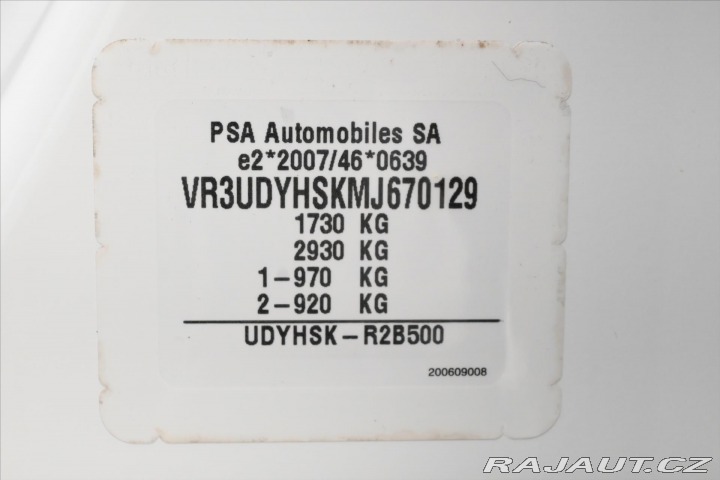 PSA Automobiles SA
e2*2007/46*0639
VR3UDYHSKMJ670129
1730 KG
2930 KG
1-970 KG
2-920 KG
UDYHSK-R2B500
200609008
RAJAUT.CZ